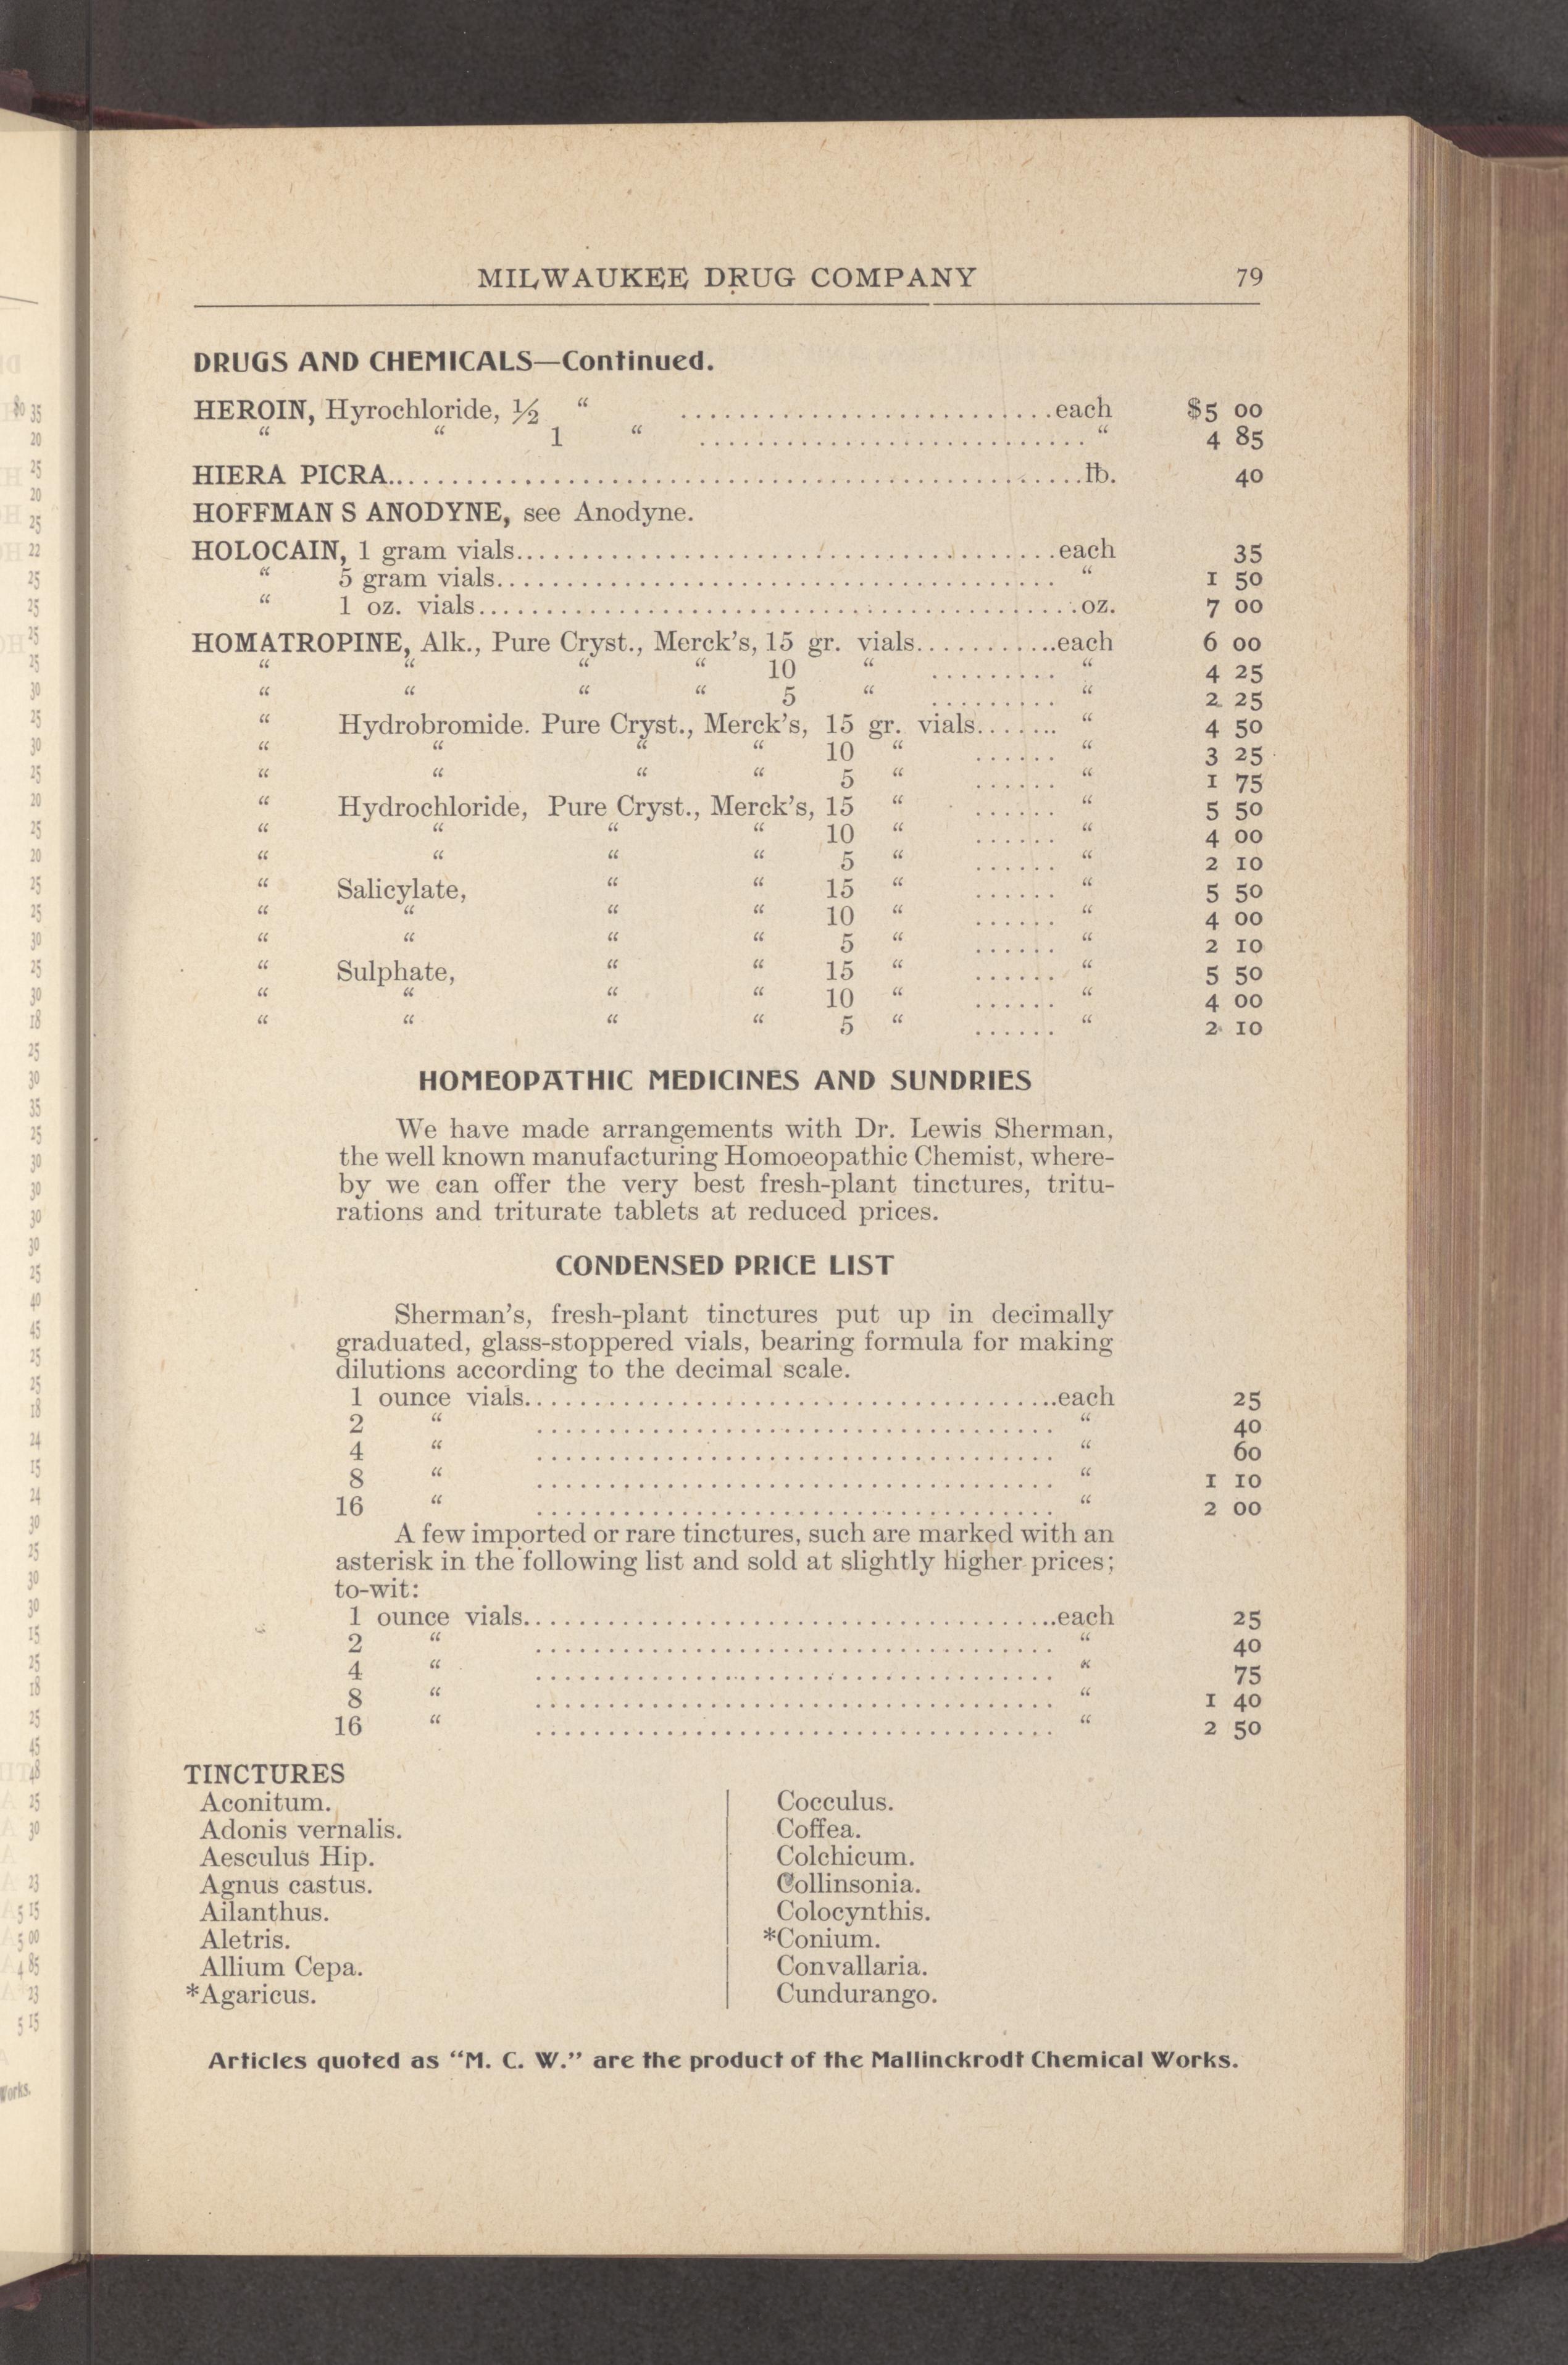 MILWAUKEE DRUG COMPANY 79
DRUGS AND CHEMICALS—Continued.
HEROIN, Hyrochloride, ½ “ ............................each $5 00
“ “ 1 “ ............................ “ 4 85
HIERA PICRA....................................................lb. 40
HOFFMAN S ANODYNE, see Anodyne.
HOLOCAIN, 1 gram vials........................................each 35
“ 5 gram vials........................................ “ 1 50
“ 1 oz. vials............................................oz. 7 00
HOMATROPINE, Alk., Pure Cryst., Merck’s, 15 gr. vials...........each 6 00
“ “ “ “ 10 “ ......... “ 4 25
“ “ “ “ 5 “ ......... “ 2 25
“ Hydrobromide. Pure Cryst., Merck’s, 15 gr. vials....... “ 4 50
“ “ “ “ 10 “ ...... “ 3 25
“ “ “ “ 5 “ ...... “ 1 75
“ Hydrochloride, Pure Cryst., Merck’s, 15 “ ...... “ 5 50
“ “ “ “ 10 “ ...... “ 4 00
“ “ “ “ 5 “ ...... “ 2 10
“ Salicylate, “ “ 15 “ ...... “ 5 50
“ “ “ “ 10 “ ...... “ 4 00
“ “ “ “ 5 “ ...... “ 2 10
“ Sulphate, “ “ 15 “ ...... “ 5 50
“ “ “ “ 10 “ ...... “ 4 00
“ “ “ “ 5 “ ...... “ 2 10
HOMEOPATHIC MEDICINES AND SUNDRIES
We have made arrangements with Dr. Lewis Sherman,
the well known manufacturing Homoeopathic Chemist, where-
by we can offer the very best fresh-plant tinctures, tritu-
rations and triturate tablets at reduced prices.
CONDENSED PRICE LIST
Sherman’s, fresh-plant tinctures put up in decimally
graduated, glass-stoppered vials, bearing formula for making
dilutions according to the decimal scale.
1 ounce vials.......................................each 25
2 “ .................................... “ 40
4 “ .................................... “ 60
8 “ .................................... “ 1 10
16 “ .................................... “ 2 00
A few imported or rare tinctures, such are marked with an
asterisk in the following list and sold at slightly higher prices;
to-wit:
1 ounce vials.......................................each 25
2 “ .................................... “ 40
4 “ .................................... “ 75
8 “ .................................... “ 1 40
16 “ .................................... “ 2 50
TINCTURES
Aconitum.
Adonis vernalis.
Aesculus Hip.
Agnus castus.
Ailanthus.
Aletris.
Allium Cepa.
*Agaricus.
Cocculus.
Coffea.
Colchicum.
Collinsonia.
Colocynthis.
*Conium.
Convallaria.
Cundurango.
Articles quoted as “M. C. W.” are the product of the Mallinckrodt Chemical Works.